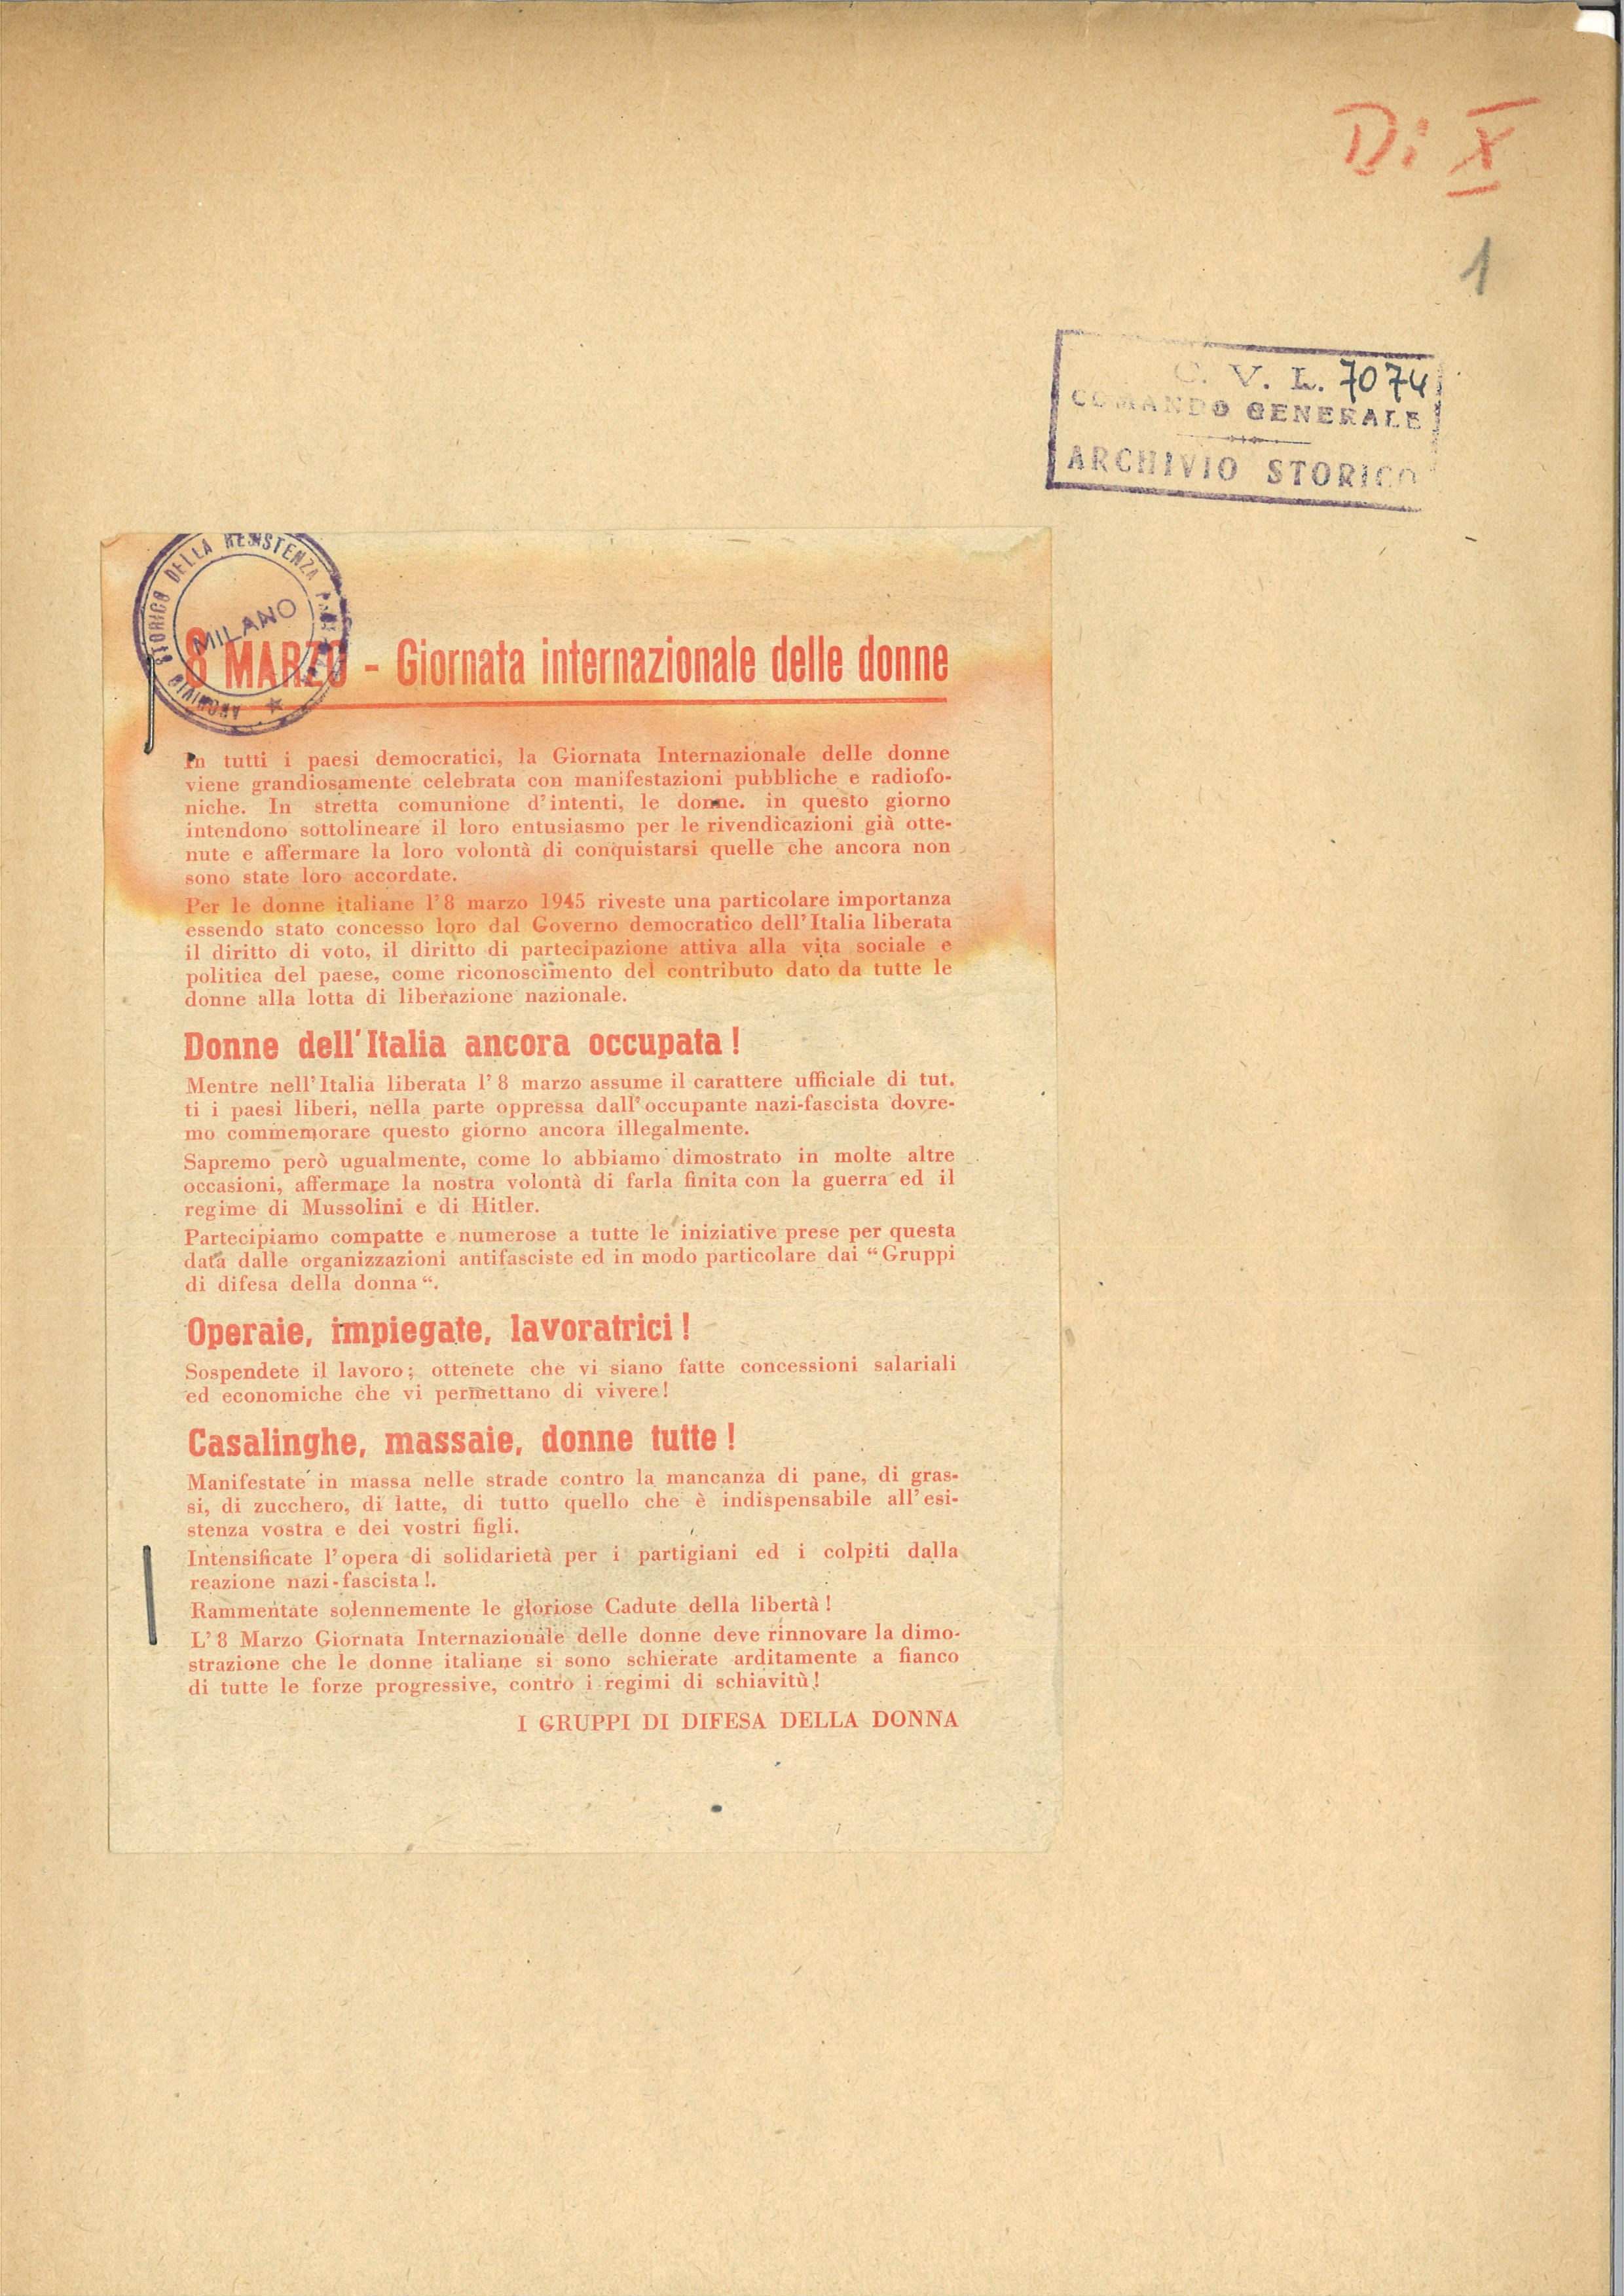 Di X
1
C. V. L. 7074
COMANDO GENERALE
ARCHIVIO STORICO
ARCHIVIO STORICO DELLA RESISTENZA
MILANO
8 MARZO - Giornata internazionale delle donne
In tutti i paesi democratici, la Giornata Internazionale delle donne
viene grandiosamente celebrata con manifestazioni pubbliche e radiofo-
niche. In stretta comunione d'intenti, le donne. in questo giorno
intendono sottolineare il loro entusiasmo per le rivendicazioni già otte-
nute e affermare la loro volontà di conquistarsi quelle che ancora non
sono state loro accordate.
Per le donne italiane l'8 marzo 1945 riveste una particolare importanza
essendo stato concesso loro dal Governo democratico dell'Italia liberata
il diritto di voto, il diritto di partecipazione attiva alla vita sociale e
politica del paese, come riconoscimento del contributo dato da tutte le
donne alla lotta di liberazione nazionale.
Donne dell'Italia ancora occupata !
Mentre nell'Italia liberata l'8 marzo assume il carattere ufficiale di tut.
ti i paesi liberi, nella parte oppressa dall'occupante nazi-fascista dovre-
mo commemorare questo giorno ancora illegalmente.
Sapremo però ugualmente, come lo abbiamo dimostrato in molte altre
occasioni, affermare la nostra volontà di farla finita con la guerra ed il
regime di Mussolini e di Hitler.
Partecipiamo compatte e numerose a tutte le iniziative prese per questa
data dalle organizzazioni antifasciste ed in modo particolare dai “Gruppi
di difesa della donna“.
Operaie, impiegate, lavoratrici !
Sospendete il lavoro; ottenete che vi siano fatte concessioni salariali
ed economiche che vi permettano di vivere!
Casalinghe, massaie, donne tutte !
Manifestate in massa nelle strade contro la mancanza di pane, di gras-
si, di zucchero, di latte, di tutto quello che è indispensabile all'esi-
stenza vostra e dei vostri figli.
Intensificate l'opera di solidarietà per i partigiani ed i colpiti dalla
reazione nazi-fascista!.
Rammentate solennemente le gloriose Cadute della libertà!
L'8 Marzo Giornata Internazionale delle donne deve rinnovare la dimo-
strazione che le donne italiane si sono schierate arditamente a fianco
di tutte le forze progressive, contro i regimi di schiavitù!
I GRUPPI DI DIFESA DELLA DONNA